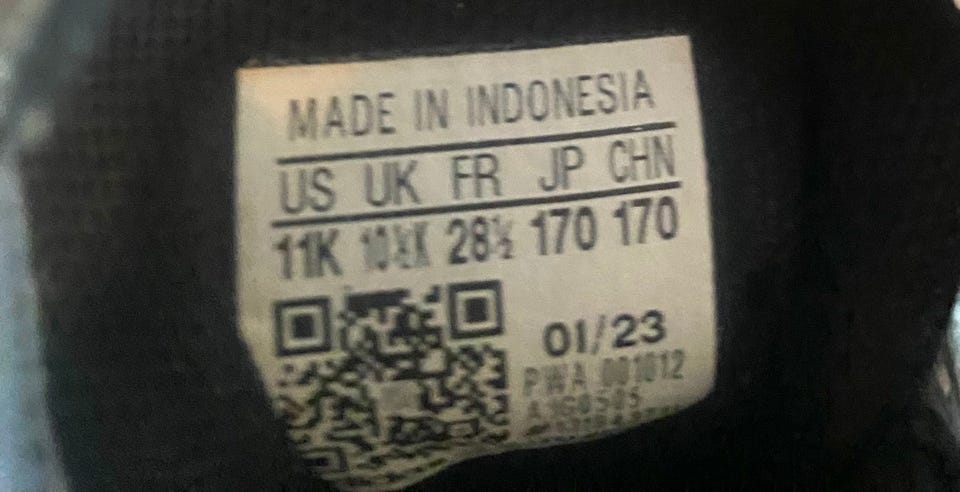 MADE IN INDONESIA
US UK FR JP CHN
11K 10½K 28½ 170 170
01/23
PWA 001012